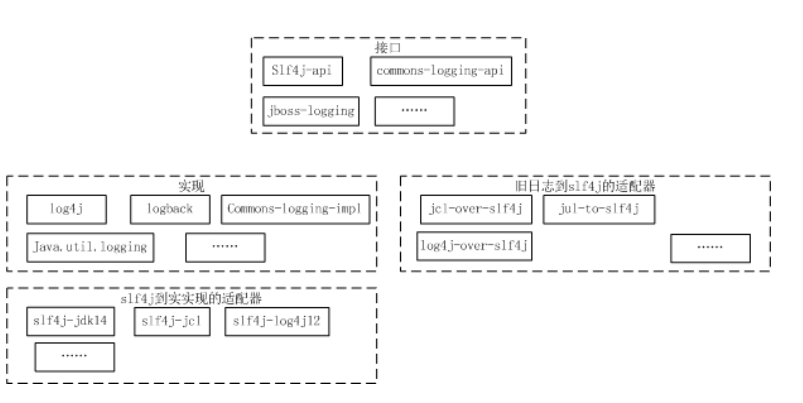 接口
Slf4j-api commons-logging-api
jboss-logging ……
实现
log4j logback Commons-logging-impl
Java.util.logging ……
旧日志到slf4j的适配器
jcl-over-slf4j jul-to-slf4j
log4j-over-slf4j ……
slf4j到实实现的适配器
slf4j-jdk14 slf4j-jcl slf4j-log4j12
……